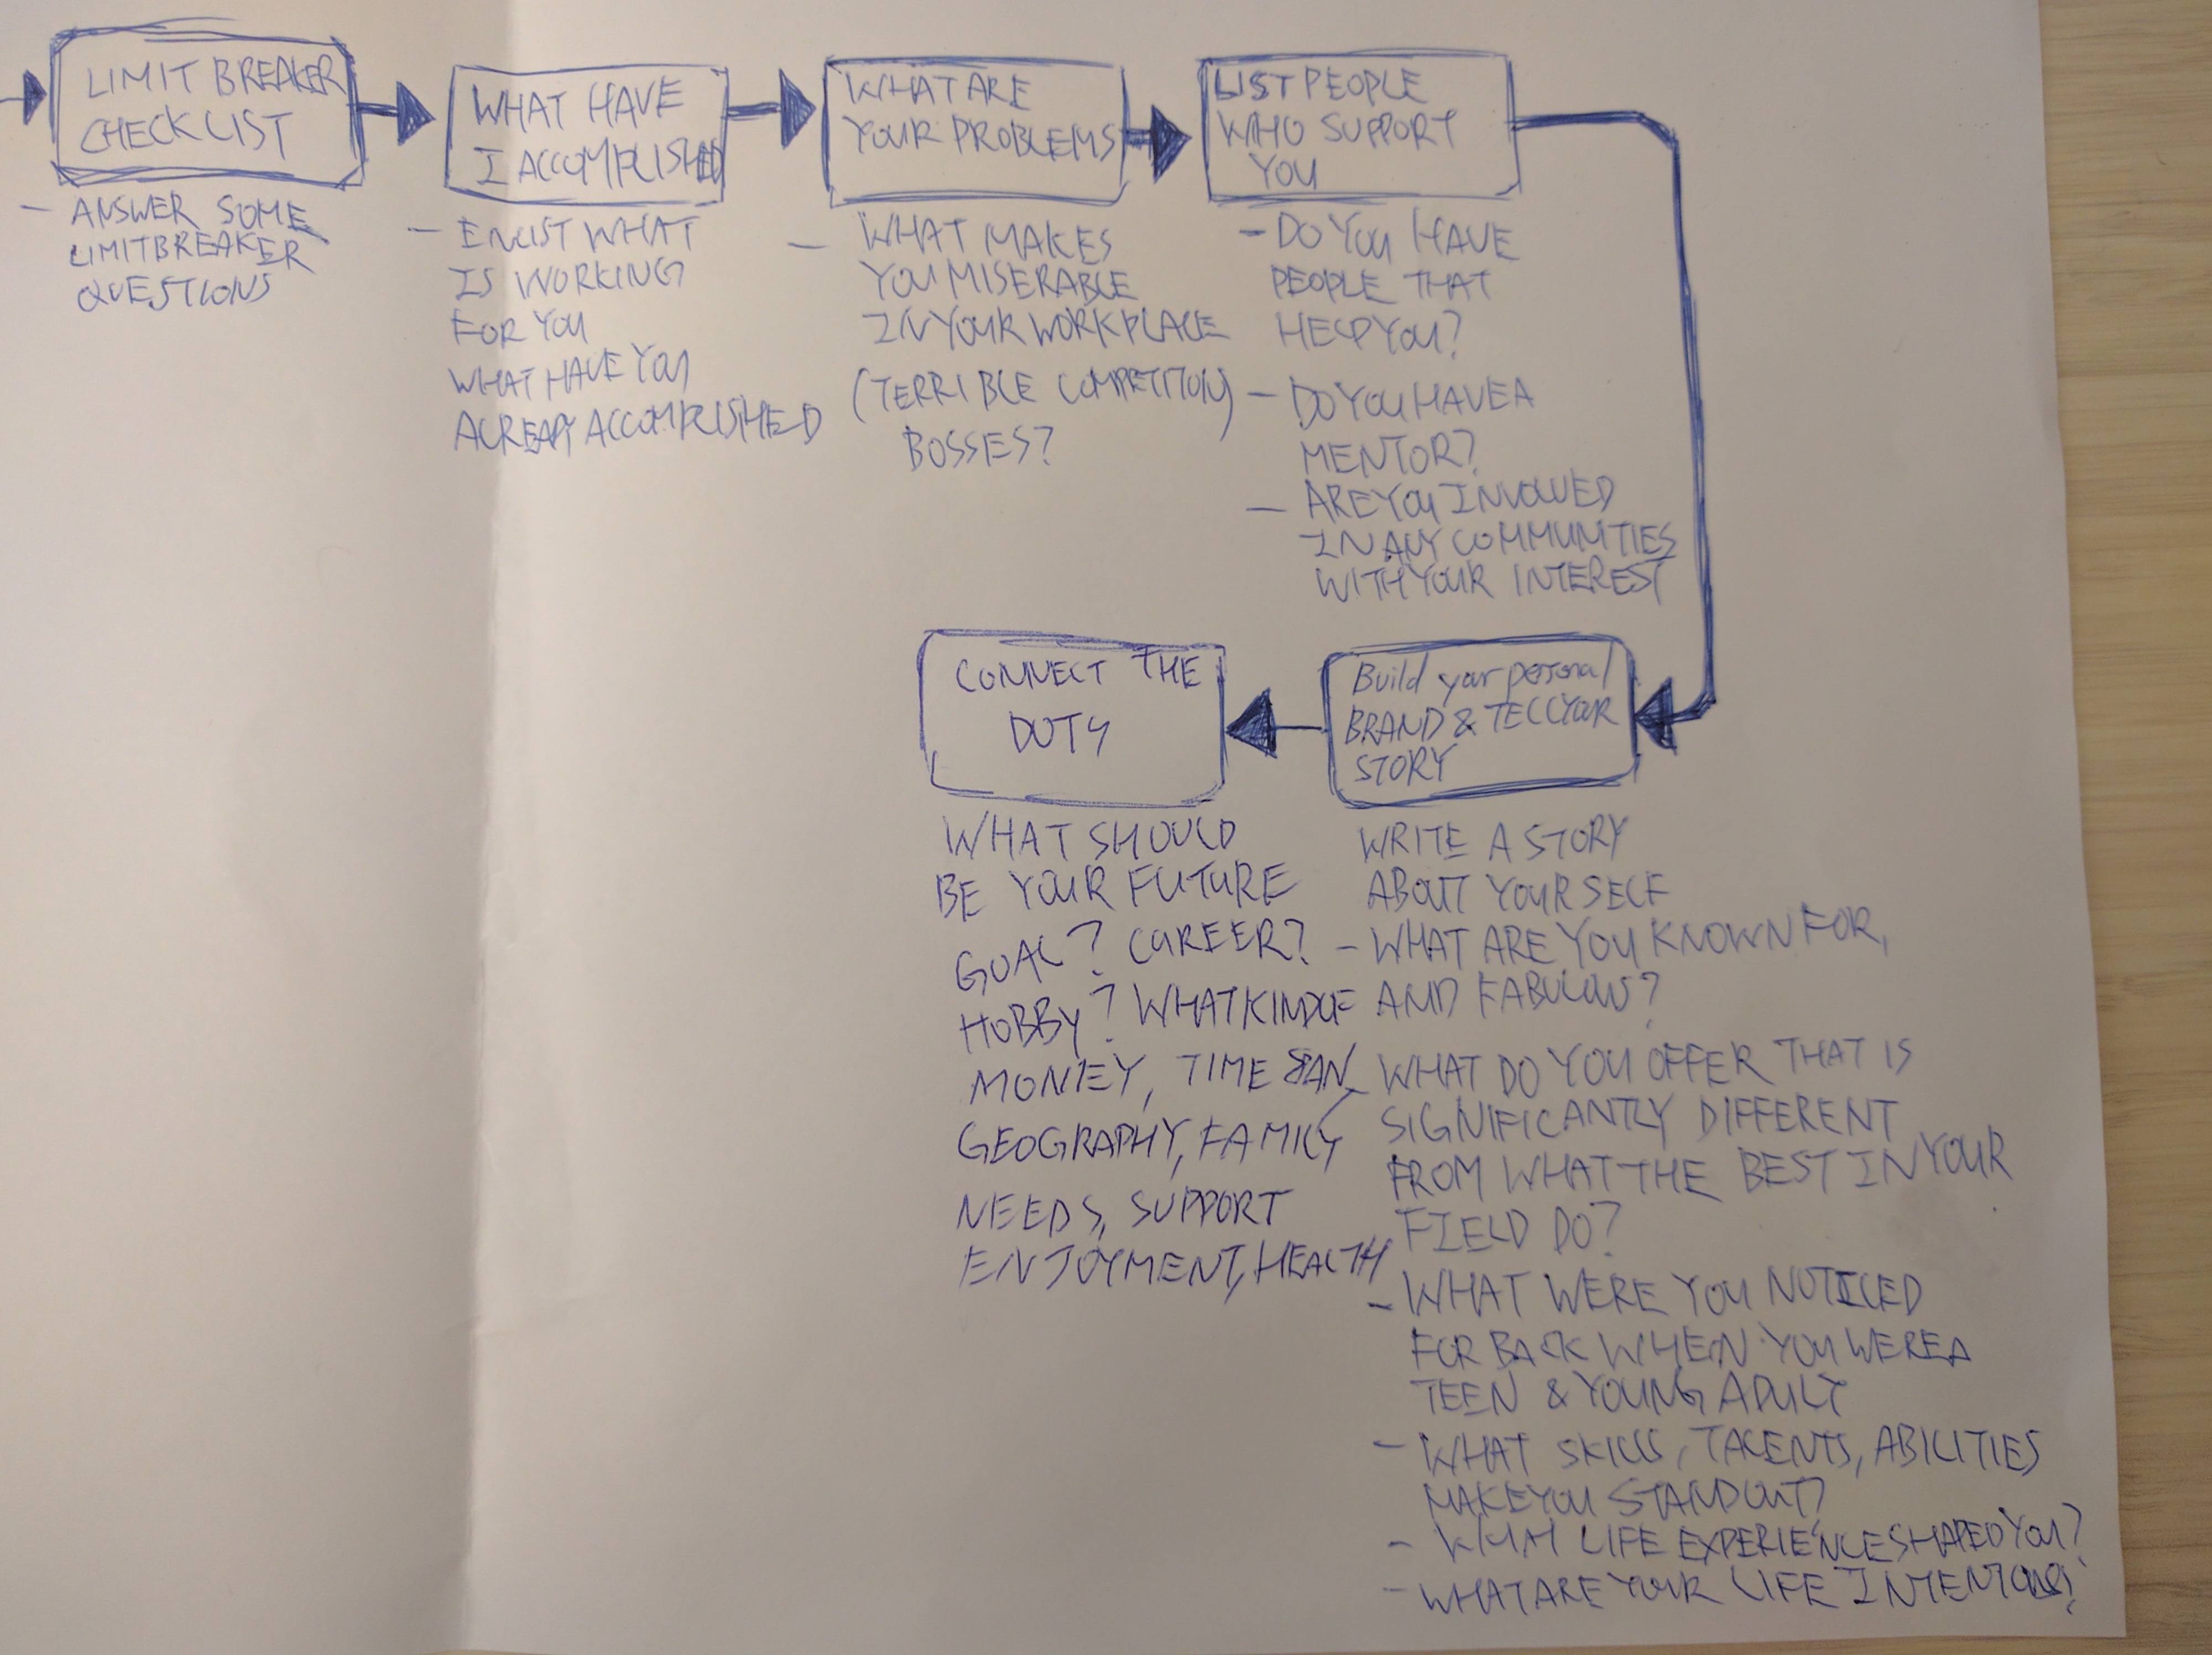 LIMIT BREAKER
CHECKLIST
- ANSWER SOME
LIMITBREAKER
QUESTIONS
WHAT HAVE
I ACCOMPLISHED
- ENLIST WHAT
IS WORKING
FOR YOU
WHAT HAVE YOU
ALREADY ACCOMPLISHED
WHAT ARE
YOUR PROBLEMS
- WHAT MAKES
YOU MISERABLE
IN YOUR WORKPLACE
(TERRIBLE COMPETITION)
BOSSES?
LIST PEOPLE
WHO SUPPORT
YOU
- DO YOU HAVE
PEOPLE THAT
HELP YOU?
- DO YOU HAVE A
MENTOR?
- ARE YOU INVOLVED
IN ANY COMMUNITIES
WITH YOUR INTEREST
Build your personal
BRAND & TELL YOUR
STORY
WRITE A STORY
ABOUT YOURSELF
- WHAT ARE YOU KNOWN FOR,
AND FABULOUS?
- WHAT DO YOU OFFER THAT IS
SIGNIFICANTLY DIFFERENT
FROM WHAT THE BEST IN YOUR
FIELD DO?
- WHAT WERE YOU NOTICED
FOR BACK WHEN YOU WERE A
TEEN & YOUNG ADULT
- WHAT SKILLS, TALENTS, ABILITIES
MAKE YOU STAND OUT?
- LIFE EXPERIENCE SHAPED YOU?
- WHAT ARE YOUR LIFE INTENTIONS?
CONNECT THE
DOTS
WHAT SHOULD
BE YOUR FUTURE
GOAL? CAREER?
HOBBY? WHAT KIND OF
MONEY, TIME SPAN
GEOGRAPHY, FAMILY
NEEDS, SUPPORT
ENJOYMENT, HEALTH